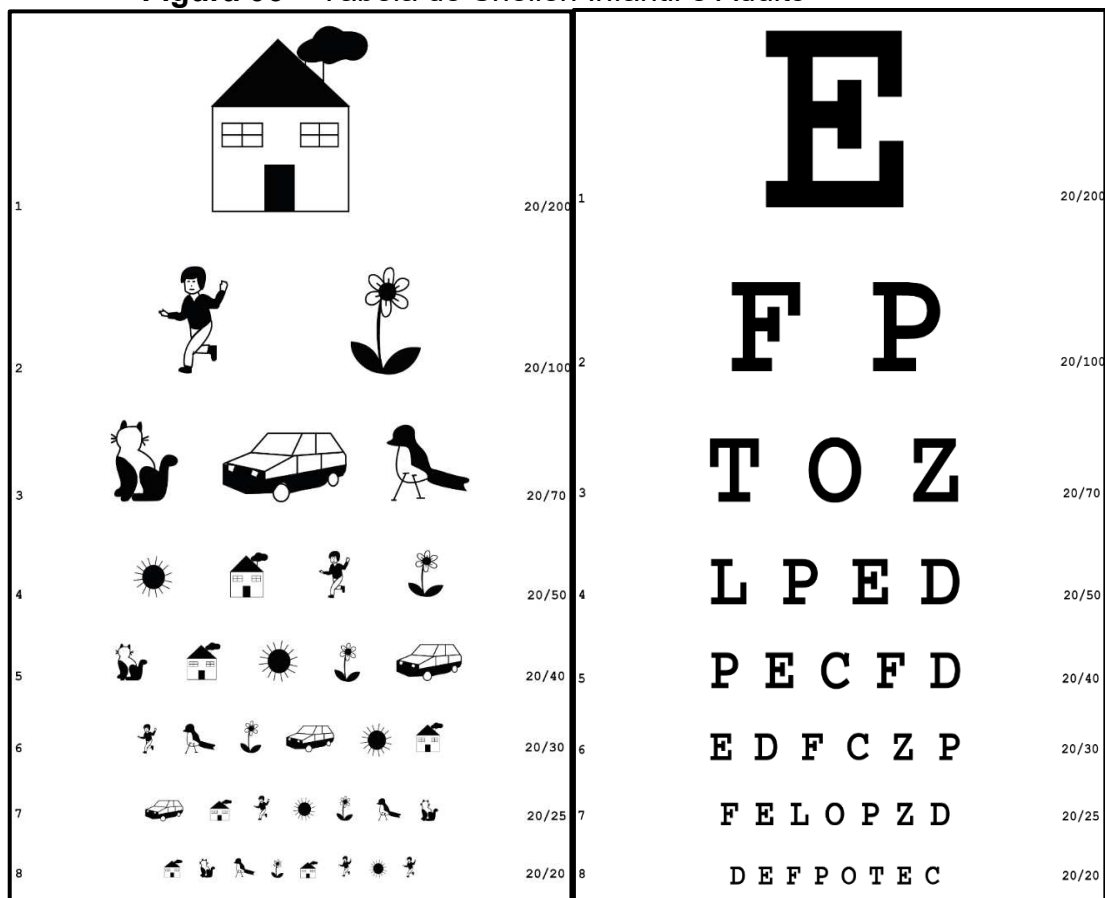 Figura Tabela de Snellen Infantil e Adulto
1 20/200
2 20/100
3 20/70
4 20/50
5 20/40
6 20/30
7 20/25
8 20/20
1 E 20/200
2 F P 20/100
3 T O Z 20/70
4 L P E D 20/50
5 P E C F D 20/40
6 E D F C Z P 20/30
7 F E L O P Z D 20/25
8 D E F P O T E C 20/20